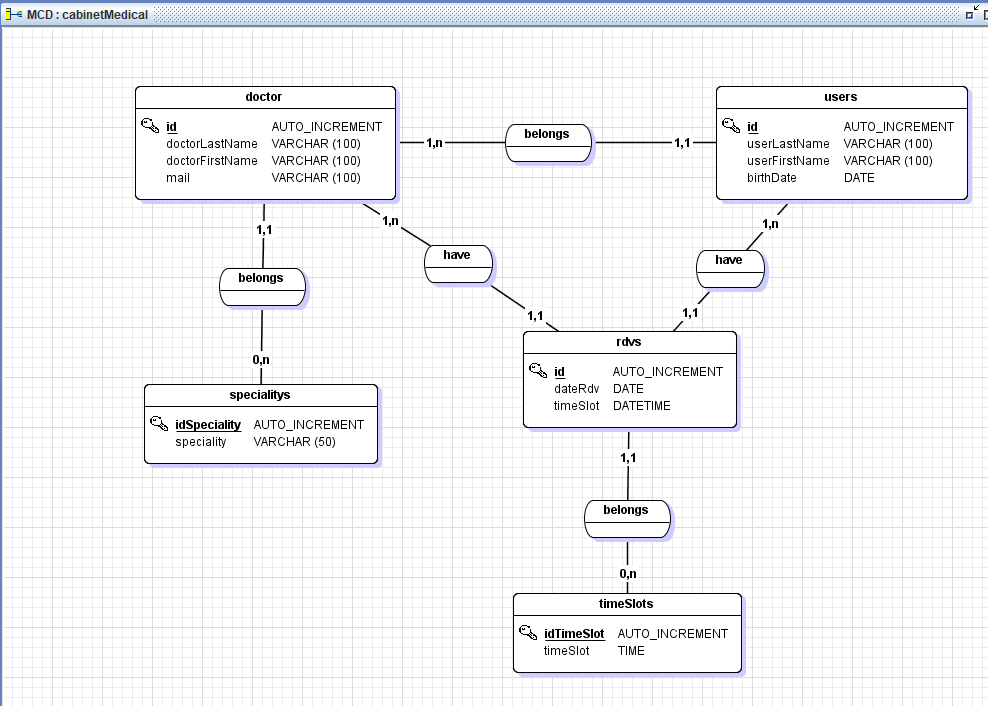 MCD : cabinetMedical
doctor
id AUTO_INCREMENT
doctorLastName VARCHAR (100)
doctorFirstName VARCHAR (100)
mail VARCHAR (100)
1,n
belongs
1,1
users
id AUTO_INCREMENT
userLastName VARCHAR (100)
userFirstName VARCHAR (100)
birthDate DATE
1,1
belongs
0,n
1,n
have
1,1
1,n
have
1,1
specialitys
idSpeciality AUTO_INCREMENT
speciality VARCHAR (50)
rdvs
id AUTO_INCREMENT
dateRdv DATE
timeSlot DATETIME
1,1
belongs
0,n
timeSlots
idTimeSlot AUTO_INCREMENT
timeSlot TIME